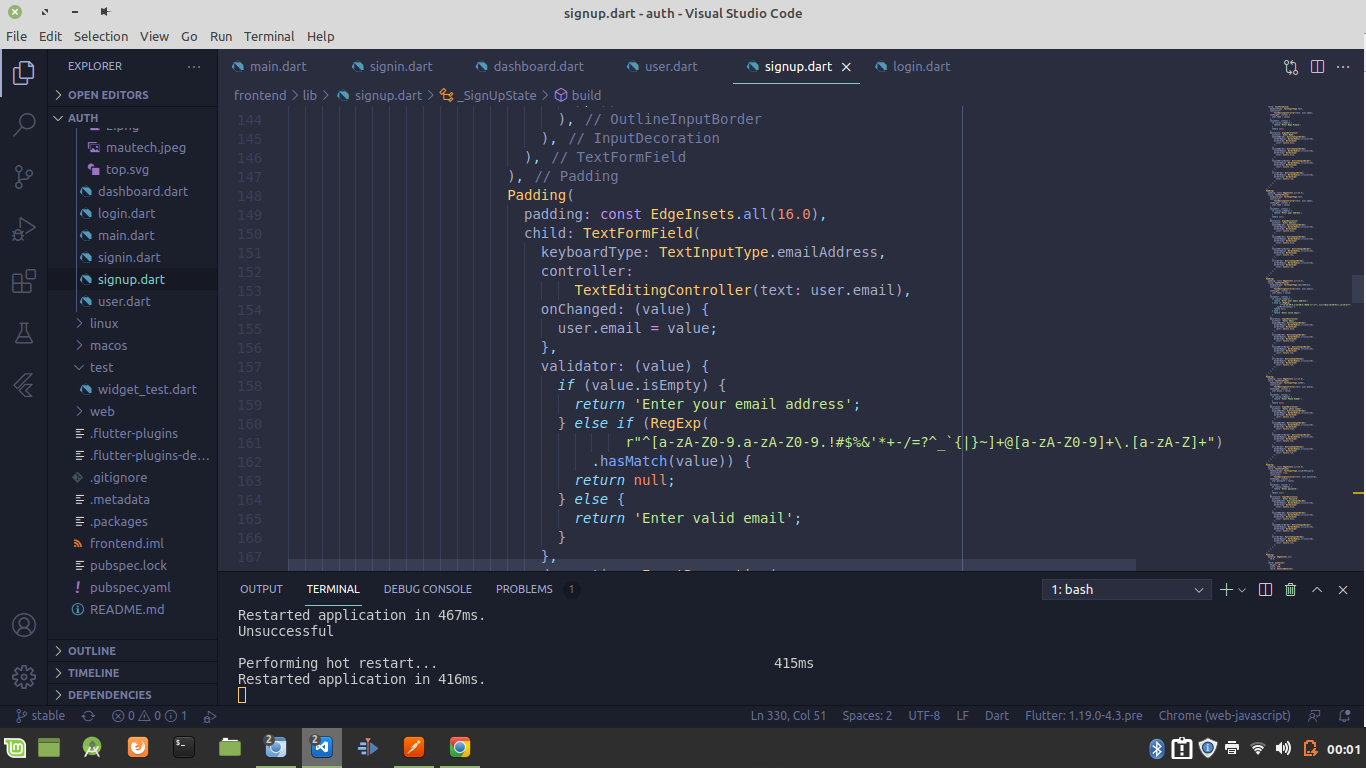 signup.dart - auth - Visual Studio Code
File Edit Selection View Go Run Terminal Help
EXPLORER ···
OPEN EDITORS
AUTH
mautech.jpeg
top.svg
dashboard.dart
login.dart
main.dart
signin.dart
signup.dart
user.dart
linux
macos
test
widget_test.dart
web
.flutter-plugins
.flutter-plugins-de...
.gitignore
.metadata
.packages
frontend.iml
pubspec.lock
pubspec.yaml
README.md
OUTLINE
TIMELINE
DEPENDENCIES
main.dart signin.dart dashboard.dart user.dart signup.dart login.dart
frontend > lib > signup.dart > _SignUpState > build
144 ), // OutlineInputBorder
145 ), // InputDecoration
146 ), // TextFormField
147 ), // Padding
148 Padding(
149 padding: const EdgeInsets.all(16.0),
150 child: TextFormField(
151 keyboardType: TextInputType.emailAddress,
152 controller:
153 TextEditingController(text: user.email),
154 onChanged: (value) {
155 user.email = value;
156 },
157 validator: (value) {
158 if (value.isEmpty) {
159 return 'Enter your email address';
160 } else if (RegExp(
161 r"^[a-zA-Z0-9.a-zA-Z0-9.!#$%&'*+-/=?^_`{|}~]+@[a-zA-Z0-9]+\.[a-zA-Z]+")
162 .hasMatch(value)) {
163 return null;
164 } else {
165 return 'Enter valid email';
166 }
167 },
OUTPUT TERMINAL DEBUG CONSOLE PROBLEMS 1
1: bash
Restarted application in 467ms.
Unsuccessful
Performing hot restart... 415ms
Restarted application in 416ms.
stable 0 0 1 Ln 330, Col 51 Spaces: 2 UTF-8 LF Dart Flutter: 1.19.0-4.3.pre Chrome (web-javascript)
2 2 00:01